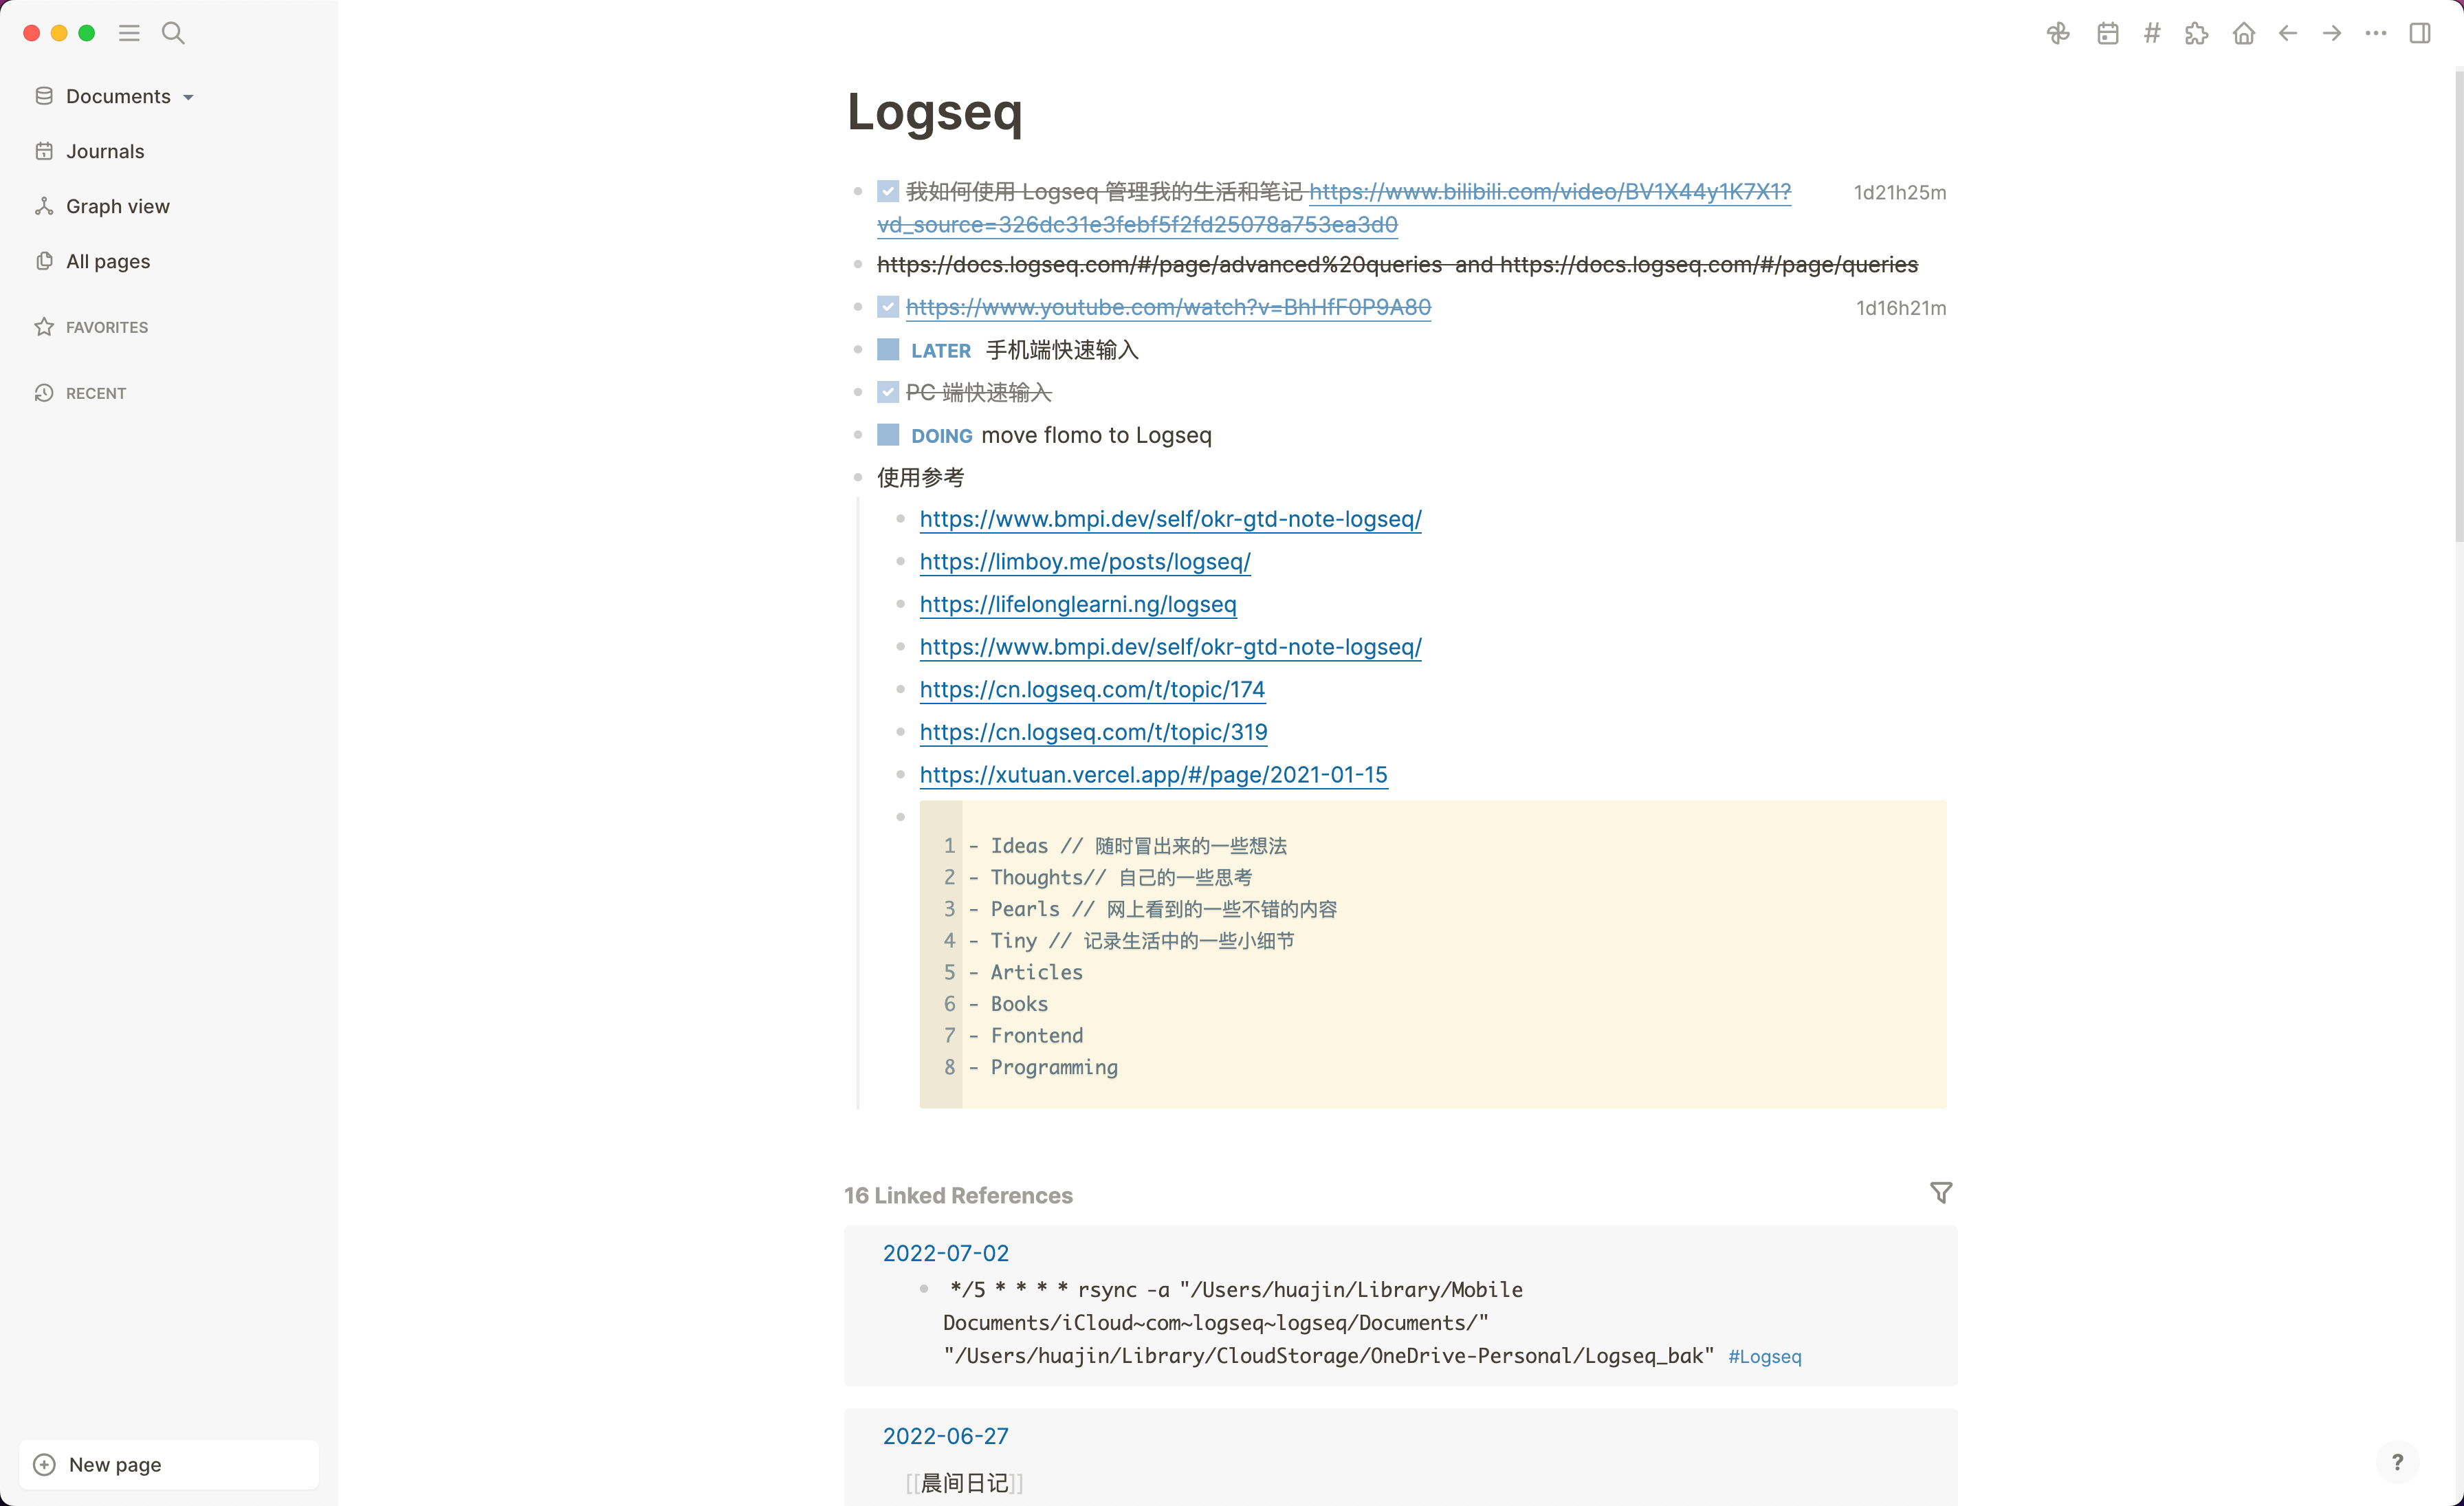 Documents
Journals
Graph view
All pages
FAVORITES
RECENT
New page
Logseq
我如何使用 Logseq 管理我的生活和笔记 https://www.bilibili.com/video/BV1X44y1K7X1?
vd_source=326dc31e3febf5f2fd25078a753ea3d0
1d21h25m
https://docs.logseq.com/#/page/advanced%20queries and https://docs.logseq.com/#/page/queries
https://www.youtube.com/watch?v=BhHfF0P9A80
1d16h21m
LATER 手机端快速输入
PC 端快速输入
DOING move flomo to Logseq
使用参考
https://www.bmpi.dev/self/okr-gtd-note-logseq/
https://limboy.me/posts/logseq/
https://lifelonglearni.ng/logseq
https://www.bmpi.dev/self/okr-gtd-note-logseq/
https://cn.logseq.com/t/topic/174
https://cn.logseq.com/t/topic/319
https://xutuan.vercel.app/#/page/2021-01-15
1 - Ideas // 随时冒出来的一些想法
2 - Thoughts// 自己的一些思考
3 - Pearls // 网上看到的一些不错的内容
4 - Tiny // 记录生活中的一些小细节
5 - Articles
6 - Books
7 - Frontend
8 - Programming
16 Linked References
2022-07-02
*/5 * * * * rsync -a "/Users/huajin/Library/Mobile
Documents/iCloud~com~logseq~logseq/Documents/"
"/Users/huajin/Library/CloudStorage/OneDrive-Personal/Logseq_bak" #Logseq
2022-06-27
[[晨间日记]]
?